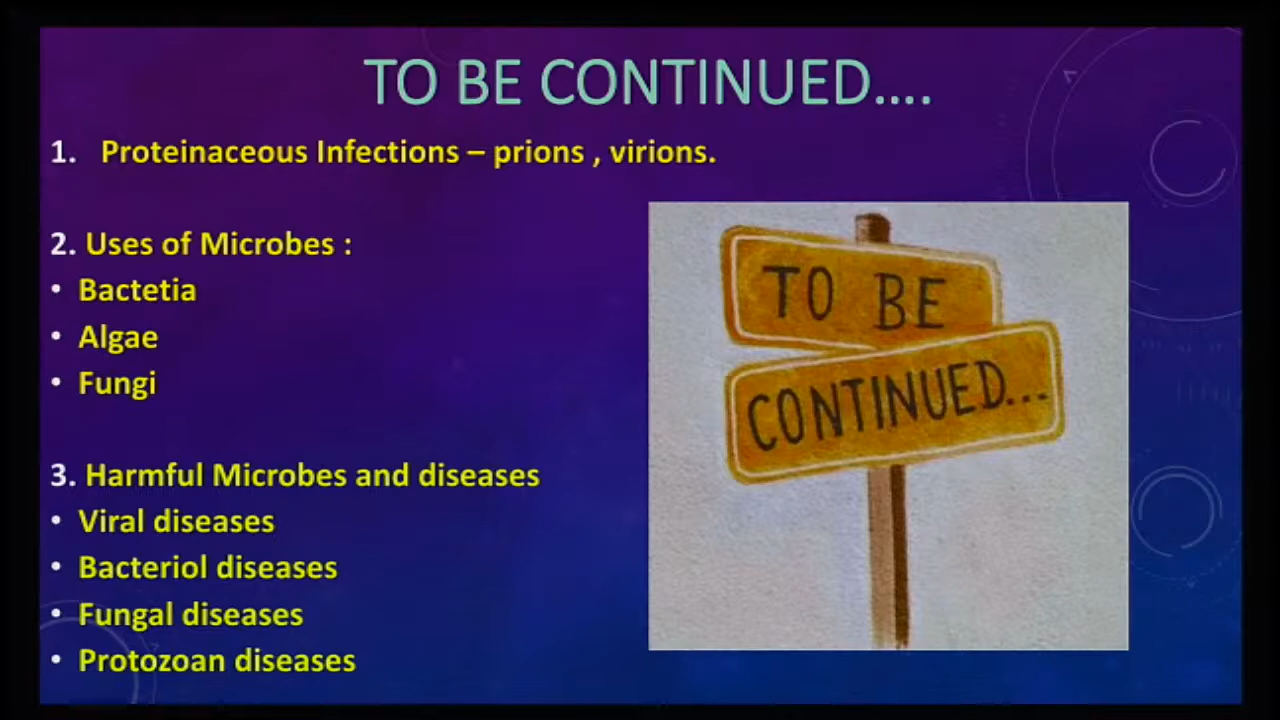 TO BE CONTINUED....
1. Proteinaceous Infections – prions , virions.
2. Uses of Microbes :
• Bactetia
• Algae
• Fungi
3. Harmful Microbes and diseases
• Viral diseases
• Bacteriol diseases
• Fungal diseases
• Protozoan diseases
TO BE
CONTINUED...